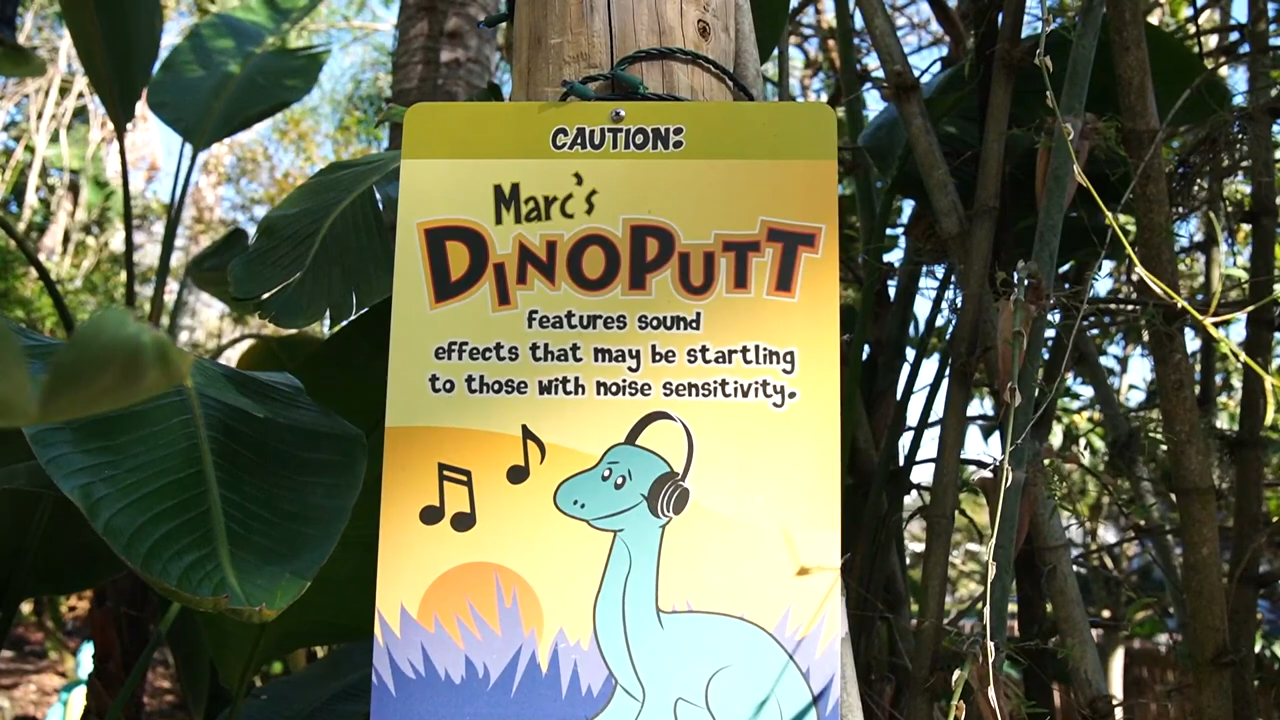 CAUTION:
Marc's
DINOPUTT
features sound
effects that may be startling
to those with noise sensitivity.